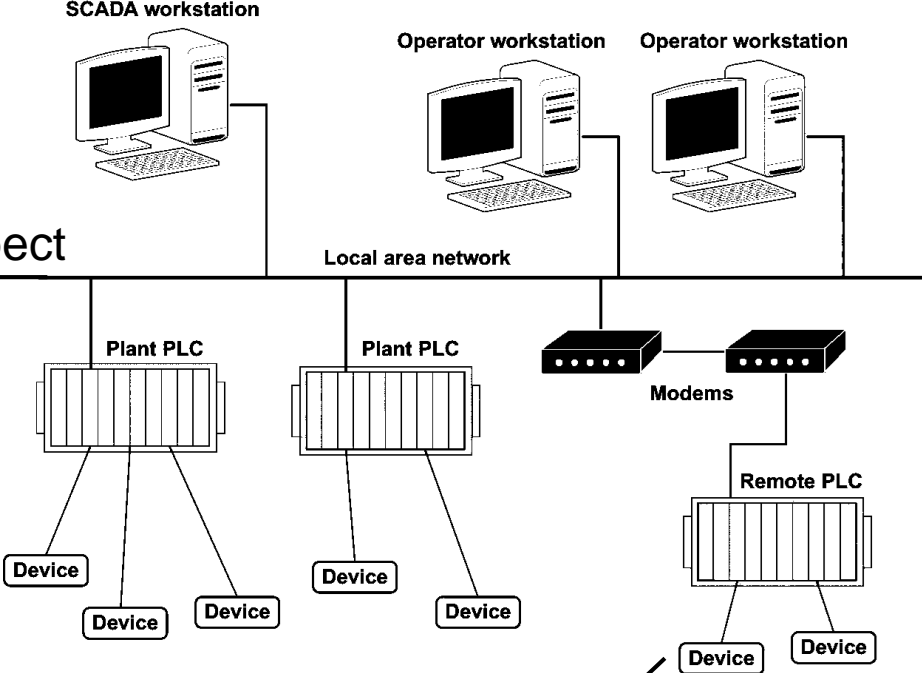 SCADA workstation
Operator workstation
Operator workstation
Local area network
Plant PLC
Plant PLC
Modems
Remote PLC
Device
Device
Device
Device
Device
Device
Device